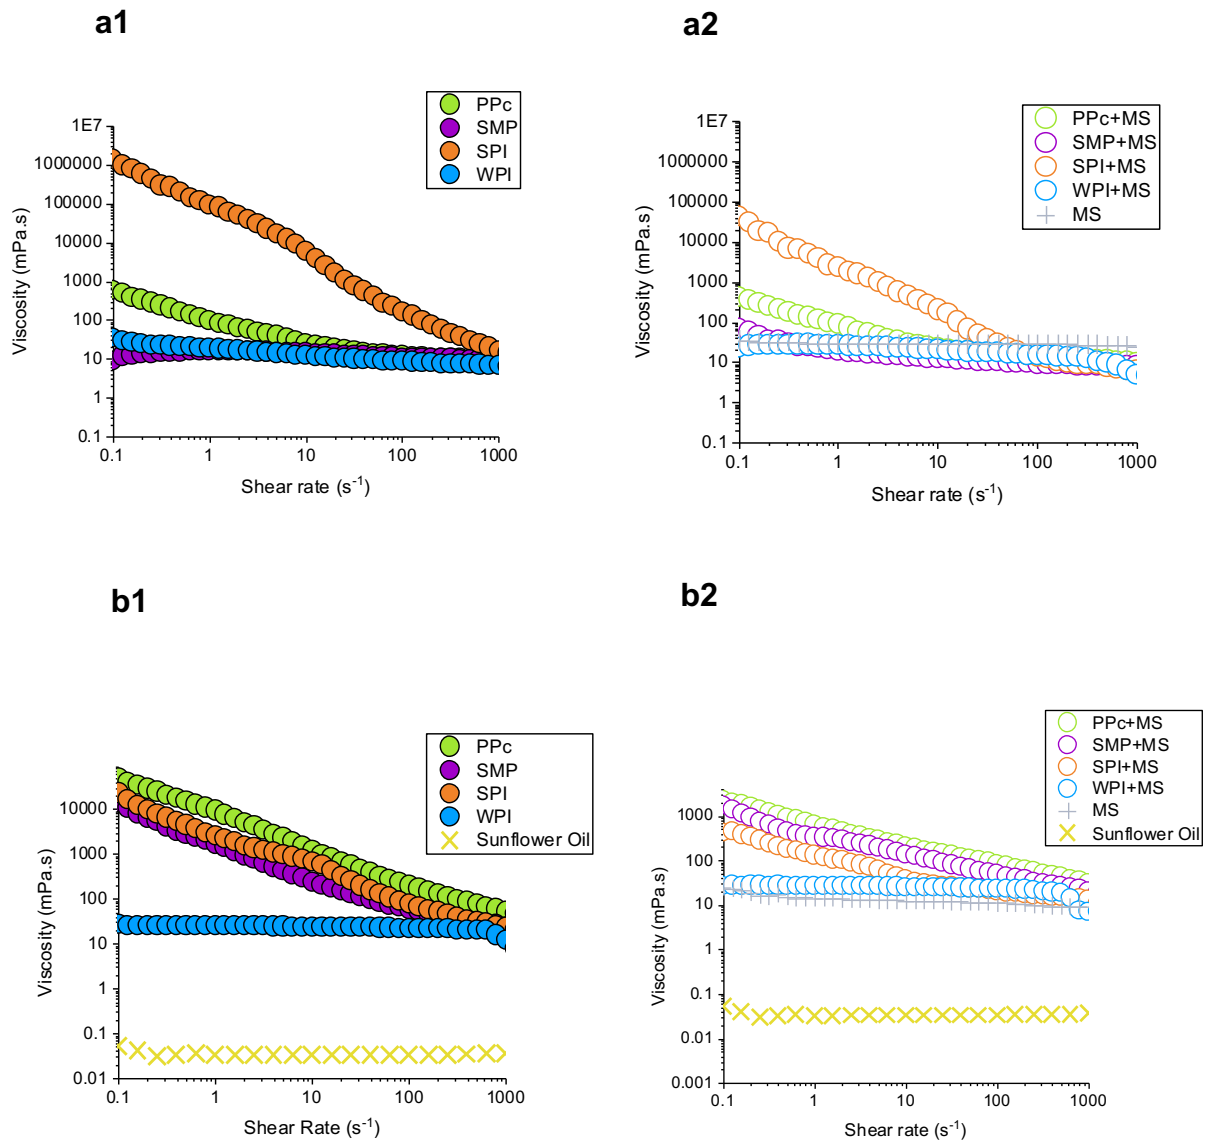 a1
PPc
SMP
SPI
WPI
1E7
1000000
100000
10000
1000
100
10
1
0.1
Viscosity (mPa.s)
0.1 1 10 100 1000
Shear rate (s⁻¹)
a2
PPc+MS
SMP+MS
SPI+MS
WPI+MS
MS
1E7
1000000
100000
10000
1000
100
10
1
0.1
Viscosity (mPa.s)
0.1 1 10 100 1000
Shear rate (s⁻¹)
b1
PPc
SMP
SPI
WPI
Sunflower Oil
10000
1000
100
10
1
0.1
0.01
Viscosity (mPa.s)
0.1 1 10 100 1000
Shear Rate (s⁻¹)
b2
PPc+MS
SMP+MS
SPI+MS
WPI+MS
MS
Sunflower Oil
1000
100
10
1
0.1
0.01
0.001
Viscosity (mPa.s)
0.1 1 10 100 1000
Shear rate (s⁻¹)